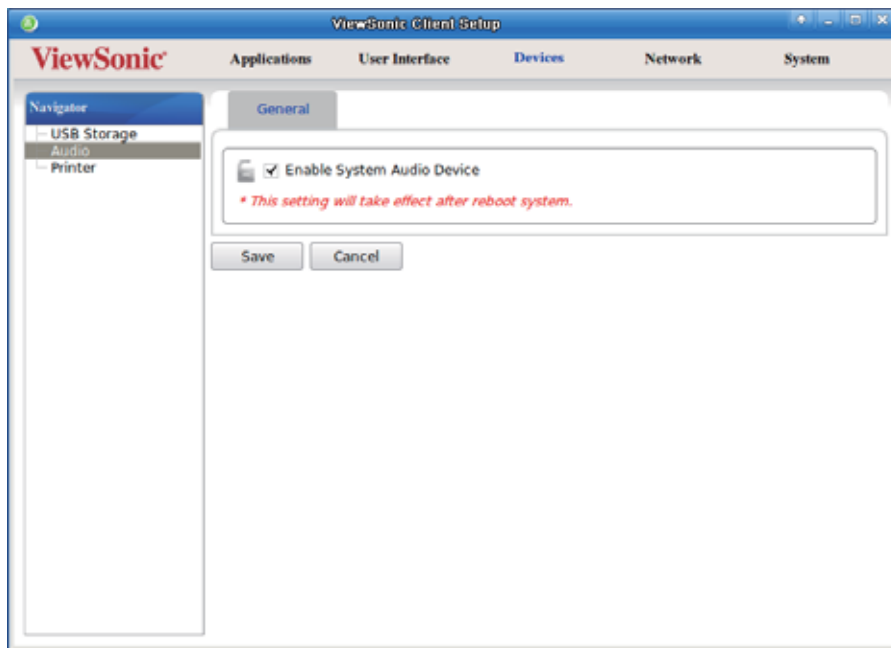 ViewSonic Client Setup
ViewSonic®
Applications User Interface Devices Network System
Navigator
USB Storage
Audio
Printer
General
Enable System Audio Device
* This setting will take effect after reboot system.
Save Cancel